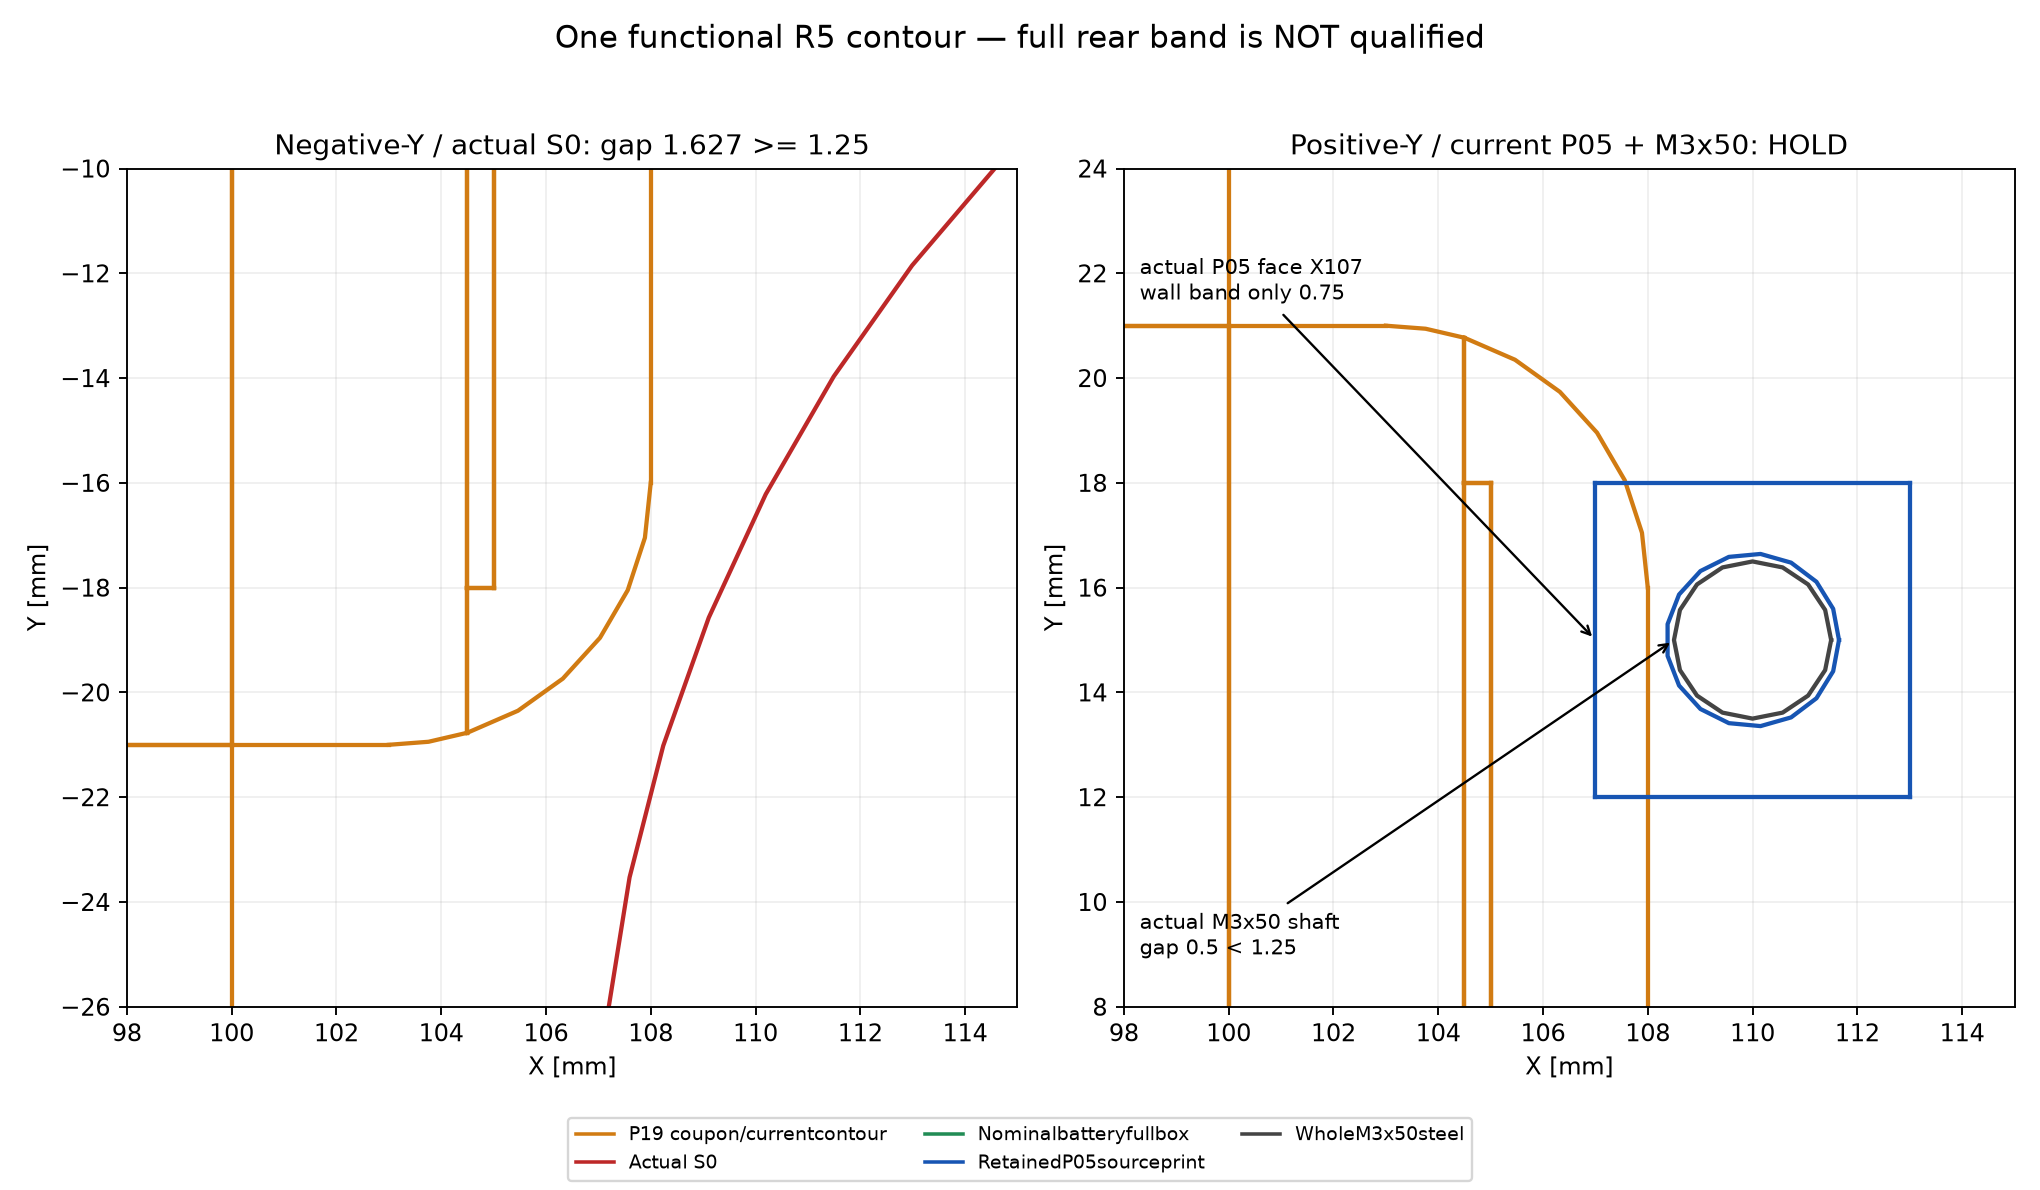 One functional R5 contour — full rear band is NOT qualified
Negative-Y / actual S0: gap 1.627 >= 1.25
−10
−12
−14
−16
−18
−20
−22
−24
−26
Y [mm]
98
100
102
104
106
108
110
112
114
X [mm]
Positive-Y / current P05 + M3x50: HOLD
24
22
20
18
16
14
12
10
8
Y [mm]
actual P05 face X107
wall band only 0.75
actual M3x50 shaft
gap 0.5 < 1.25
98
100
102
104
106
108
110
112
114
X [mm]
P19 coupon/currentcontour
Actual S0
Nominalbatteryfullbox
RetainedP05sourceprint
WholeM3x50steel